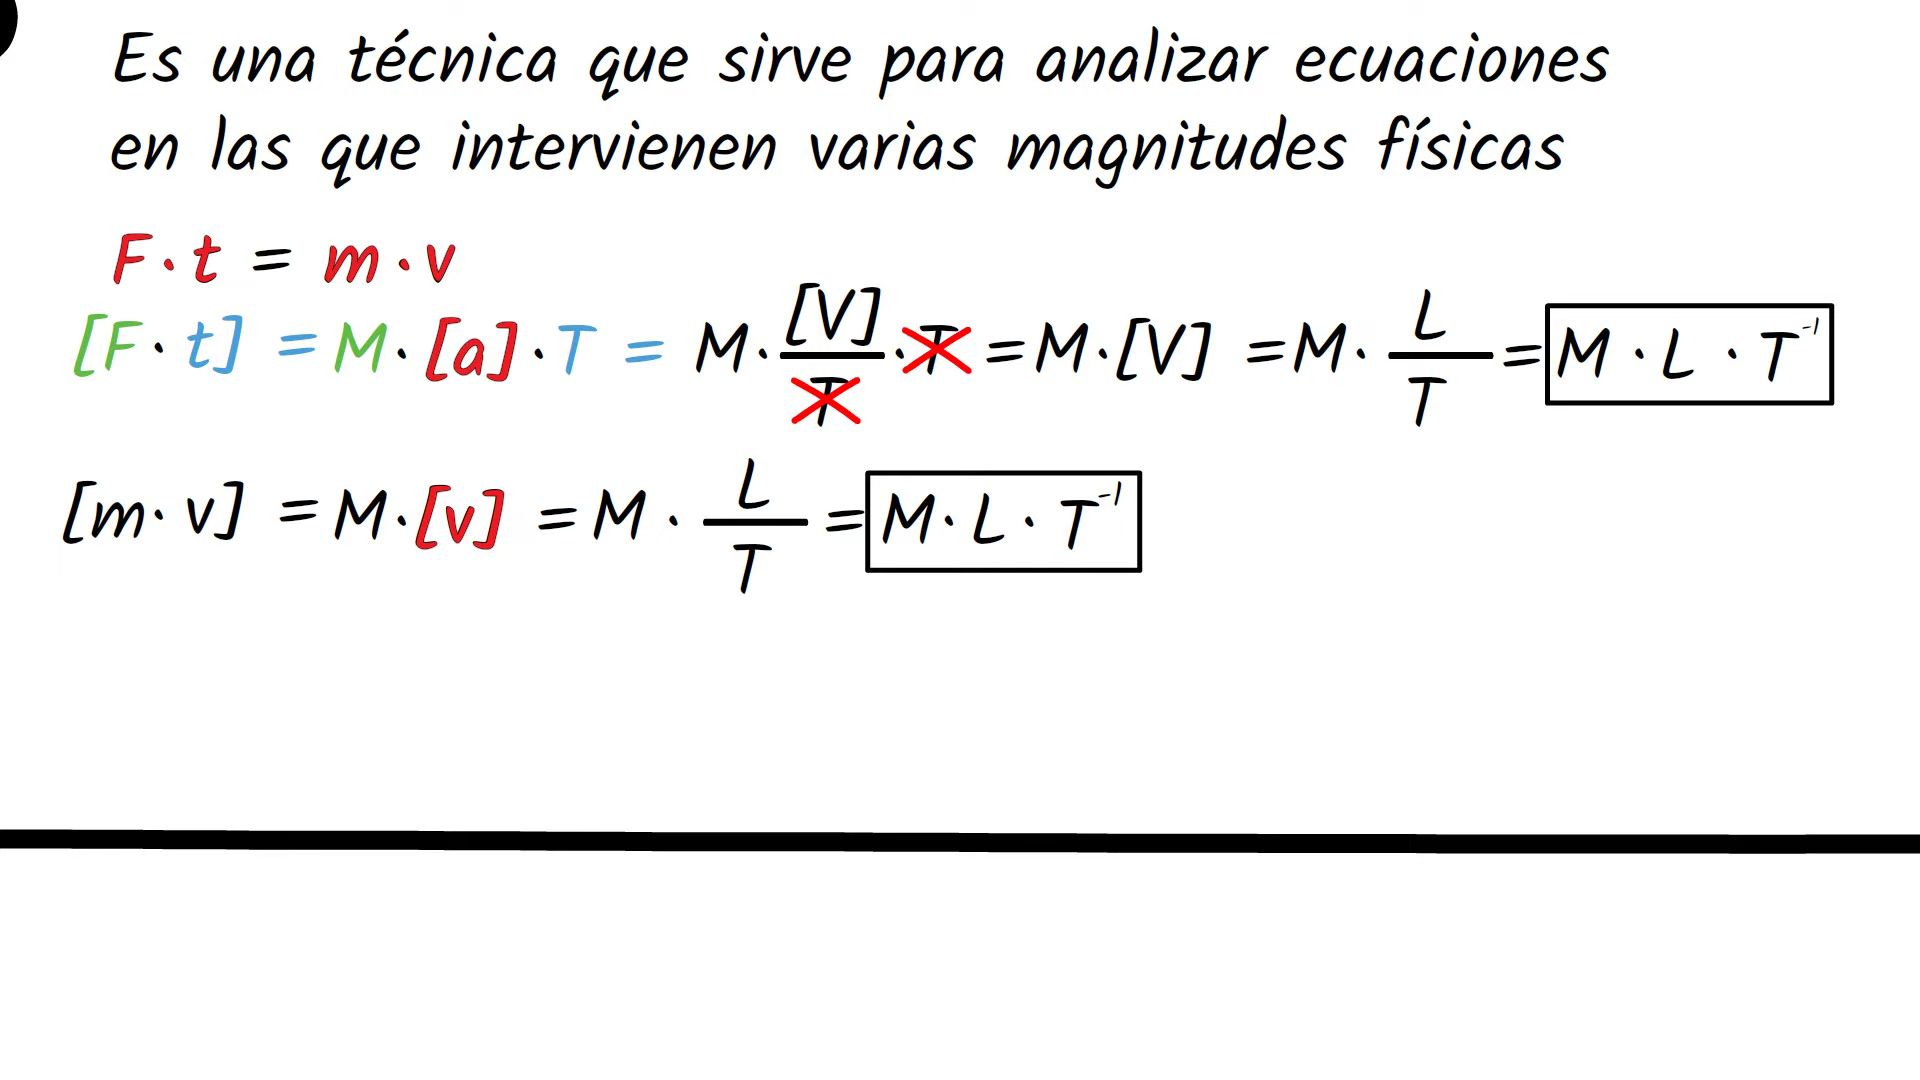 Es una técnica que sirve para analizar ecuaciones
en las que intervienen varias magnitudes físicas
F · t = m · v
[F · t] = M · [a] · T = M · [V]/T · T = M · [V] = M · L/T = M · L · T⁻¹
[m · v] = M · [v] = M · L/T = M · L · T⁻¹